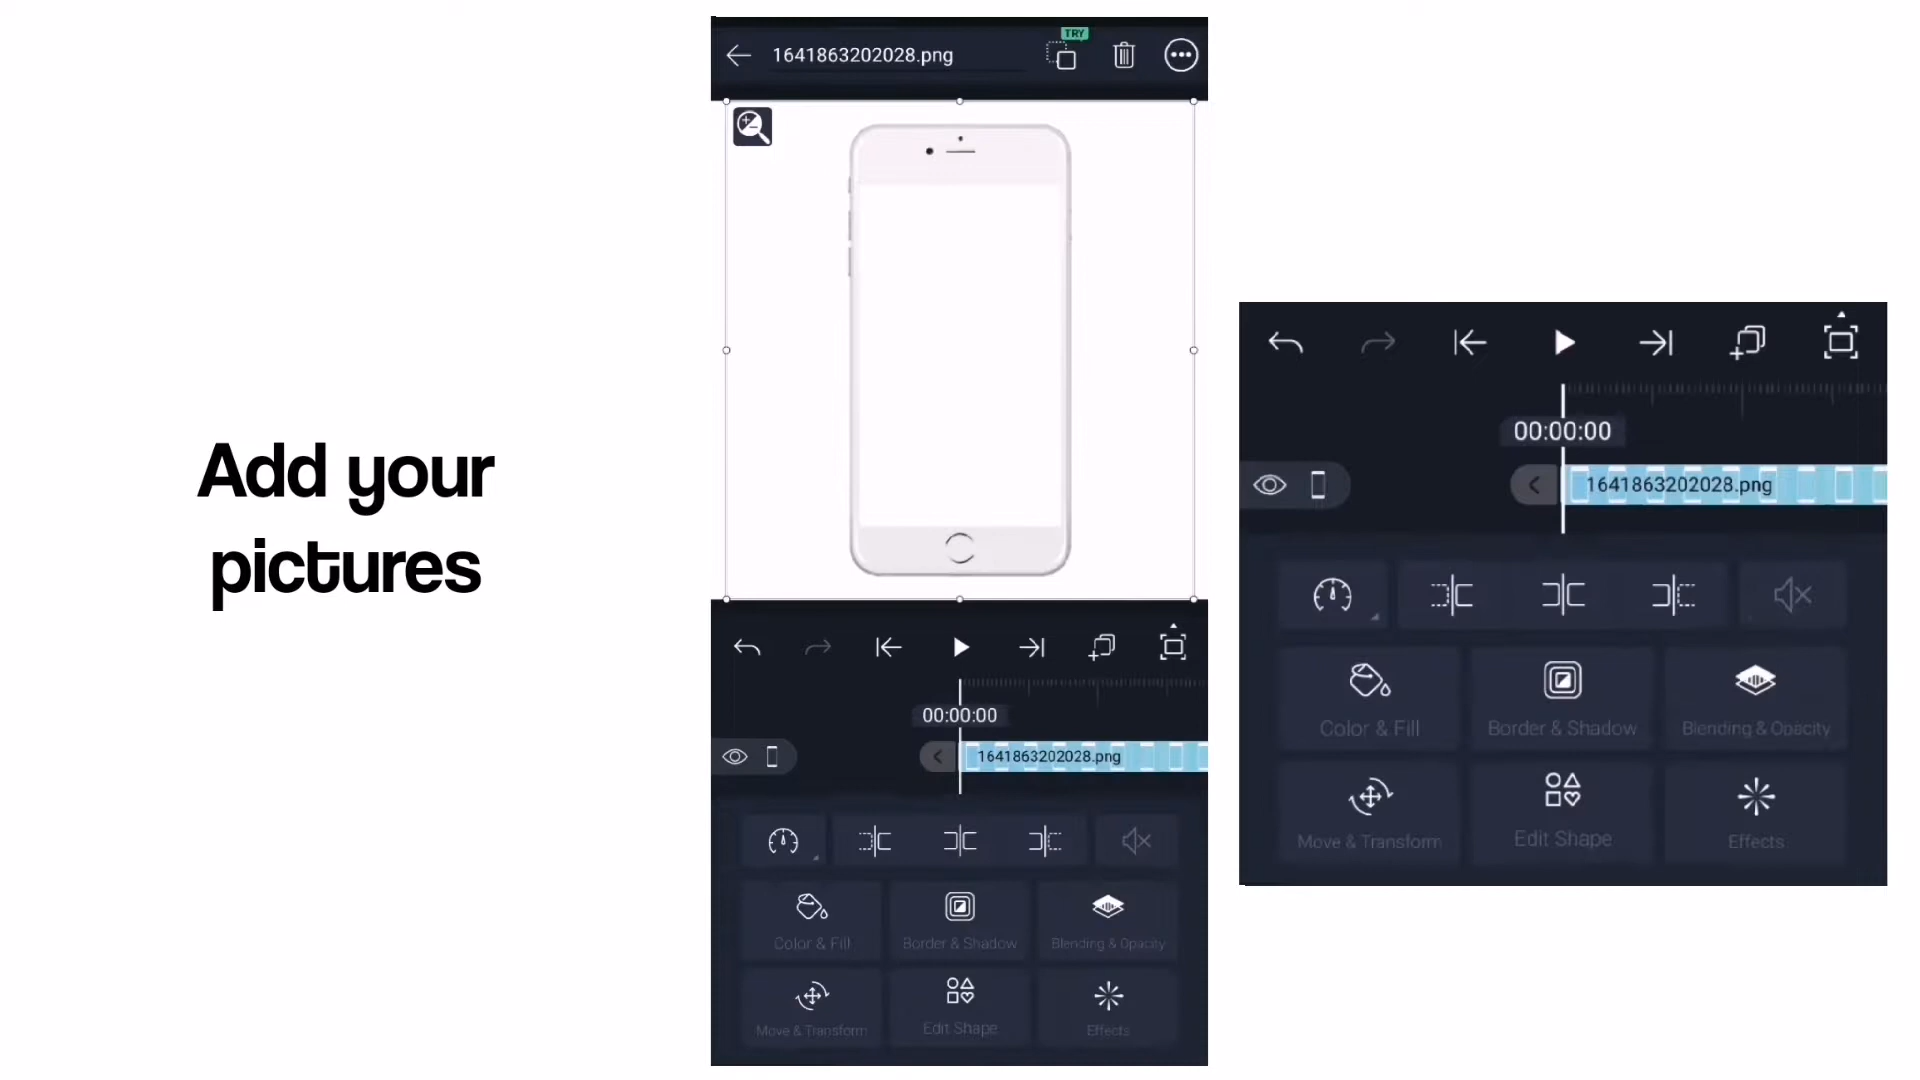 Add your
pictures
1641863202028.png
TRY
00:00:00
1641863202028.png
Color & Fill
Border & Shadow
Blending & Opacity
Move & Transform
Edit Shape
Effects
00:00:00
1641863202028.png
Color & Fill
Border & Shadow
Blending & Opacity
Move & Transform
Edit Shape
Effects